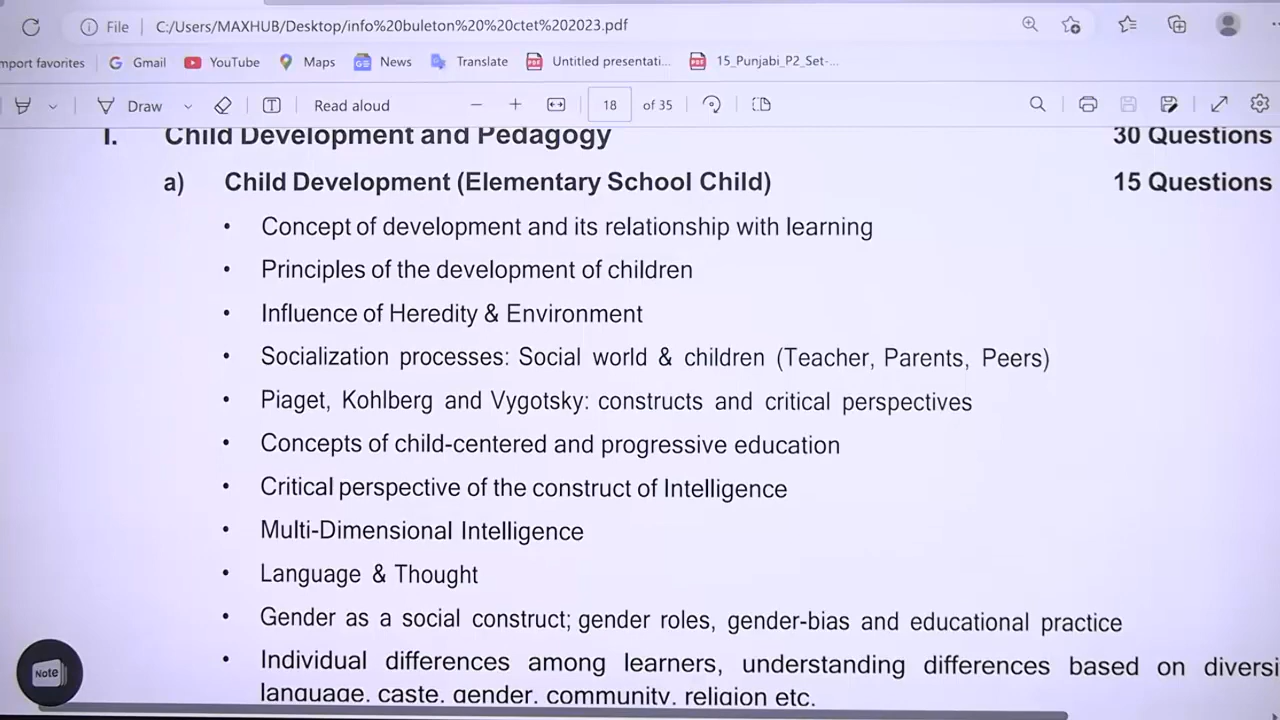 File
C:/Users/MAXHUB/Desktop/info%20buleton%20%20ctet%202023.pdf
mport favorites
Gmail
YouTube
Maps
News
Translate
Untitled presentati...
15_Punjabi_P2_Set-...
Draw
Read aloud
18 of 35
I. Child Development and Pedagogy 30 Questions
a) Child Development (Elementary School Child) 15 Questions
• Concept of development and its relationship with learning
• Principles of the development of children
• Influence of Heredity & Environment
• Socialization processes: Social world & children (Teacher, Parents, Peers)
• Piaget, Kohlberg and Vygotsky: constructs and critical perspectives
• Concepts of child-centered and progressive education
• Critical perspective of the construct of Intelligence
• Multi-Dimensional Intelligence
• Language & Thought
• Gender as a social construct; gender roles, gender-bias and educational practice
• Individual differences among learners, understanding differences based on diversi
language, caste, gender, community, religion etc.
Note